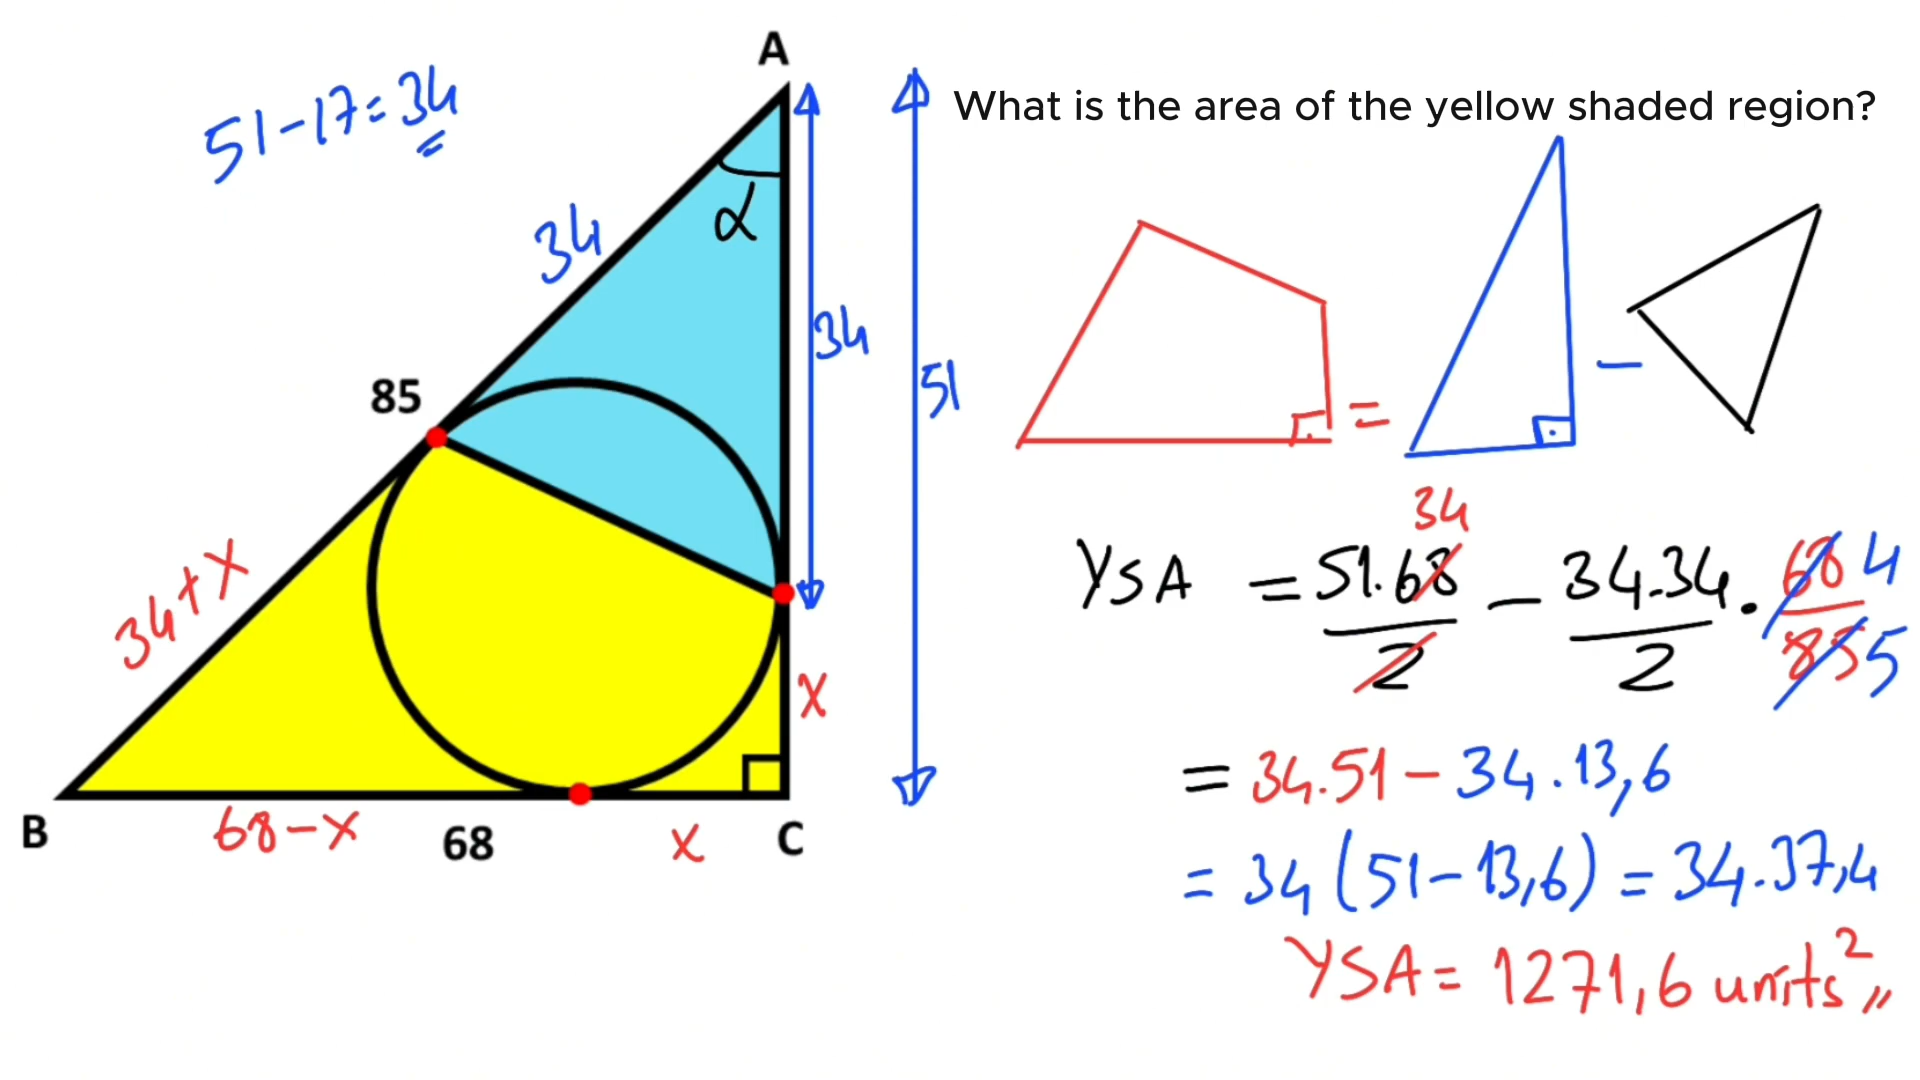 A
What is the area of the yellow shaded region?
51-17=34
α
34
34
51
85
34+x
x
B
68-x
68
x
C
=
-
YSA = 51.68/2 - 34.34/2 . 68/85
34
4
5
= 34.51 - 34.13,6
= 34(51-13,6) = 34.37,4
YSA = 1271,6 units²//